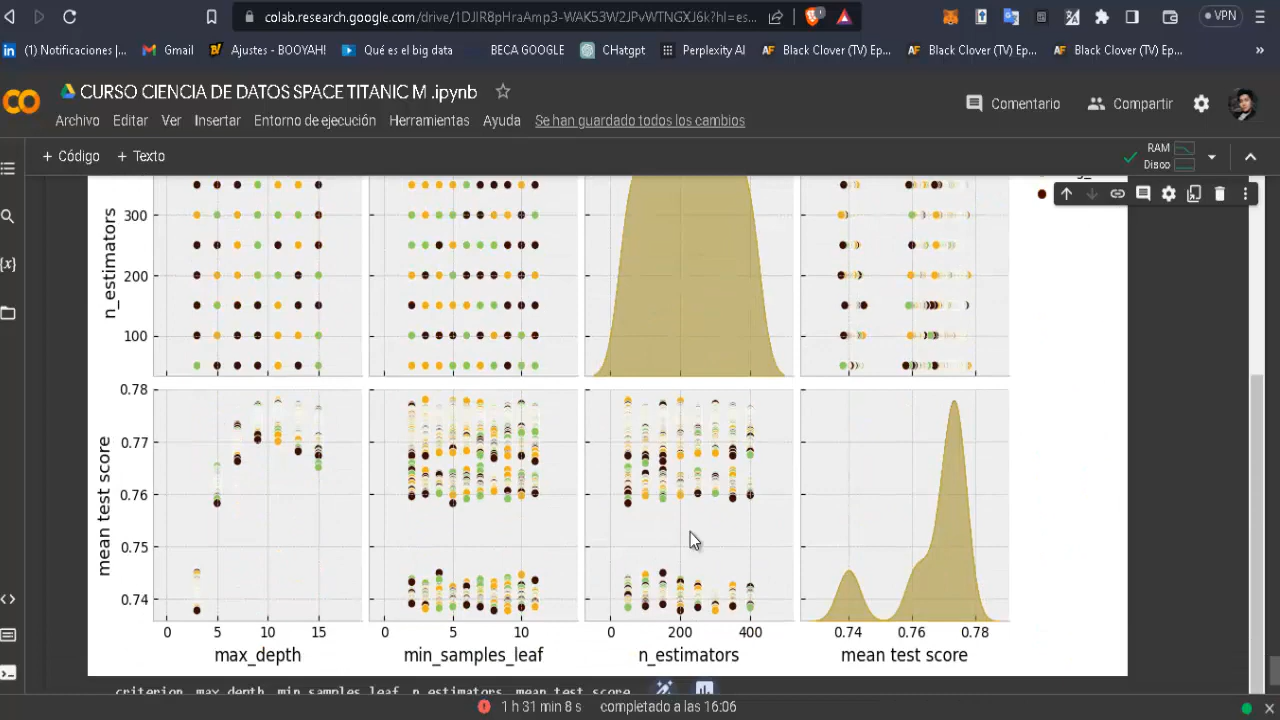 colab.research.google.com/drive/1DJIR8pHraAmp3-WAK53W2JPvWTNGXJ6k?hl=es...
VPN
(1) Notificaciones |...
Gmail
Ajustes - BOOYAH!
Qué es el big data
BECA GOOGLE
CHatgpt
Perplexity AI
Black Clover (TV) Ep...
Black Clover (TV) Ep...
Black Clover (TV) Ep...
»
CURSO CIENCIA DE DATOS SPACE TITANIC M .ipynb
Comentario
Compartir
Archivo Editar Ver Insertar Entorno de ejecución Herramientas Ayuda Se han guardado todos los cambios
+ Código + Texto
RAM
Disco
{x}
n_estimators
300
200
100
mean test score
0.78
0.77
0.76
0.75
0.74
0 5 10 15
0 5 10
0 200 400
0.74 0.76 0.78
max_depth
min_samples_leaf
n_estimators
mean test score
criterion, max_depth, min_samples_leaf, n_estimators, mean_test_score
1 h 31 min 8 s completado a las 16:06